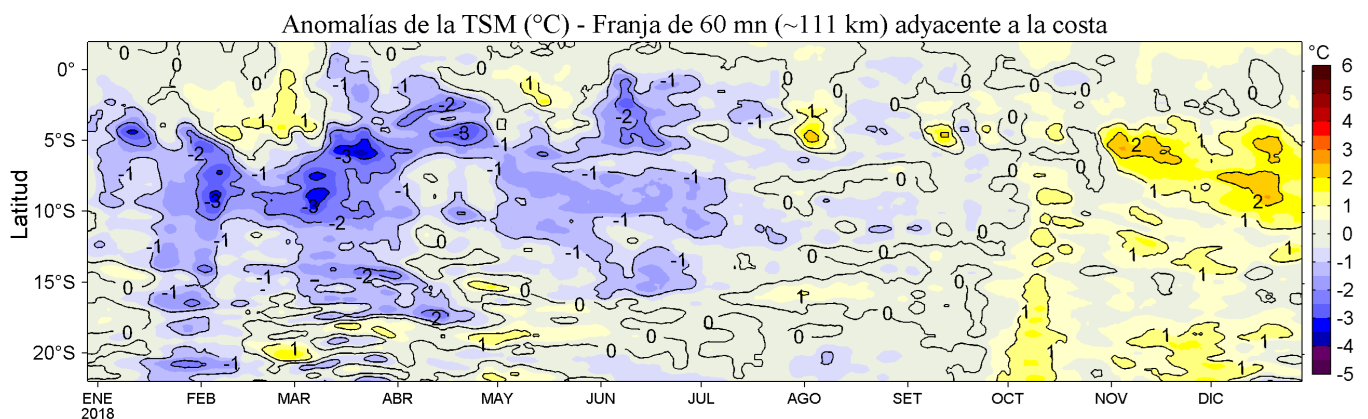 Anomalías de la TSM (°C) - Franja de 60 mn (~111 km) adyacente a la costa
°C
Latitud
0°
5°S
10°S
15°S
20°S
6
5
4
3
2
1
0
-1
-2
-3
-4
-5
ENE FEB MAR ABR MAY JUN JUL AGO SET OCT NOV DIC
2018